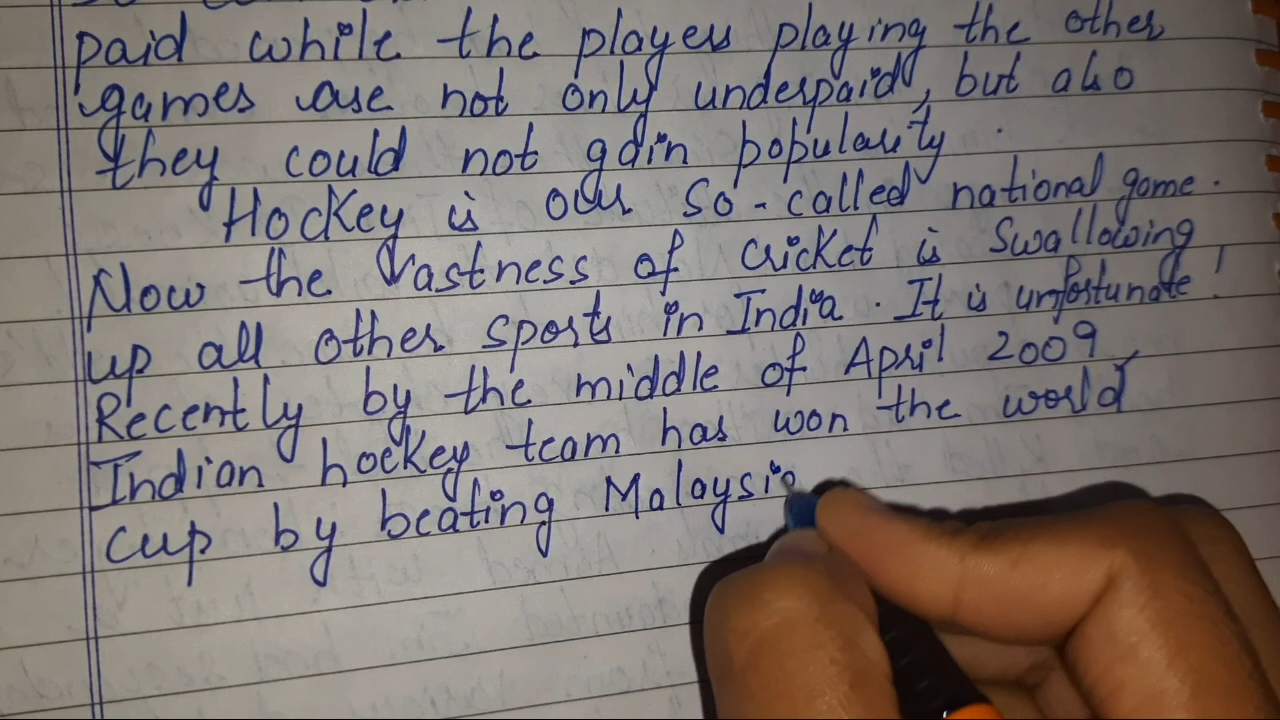 paid while the players playing the other
games are not only underpaid, but also
they could not gain popularity.
Hockey is our so-called national game.
Now the vastness of cricket is swallowing
up all other sports in India. It is unfortunate!
Recently by the middle of April 2009,
Indian hockey team has won the world
cup by beating Malaysia